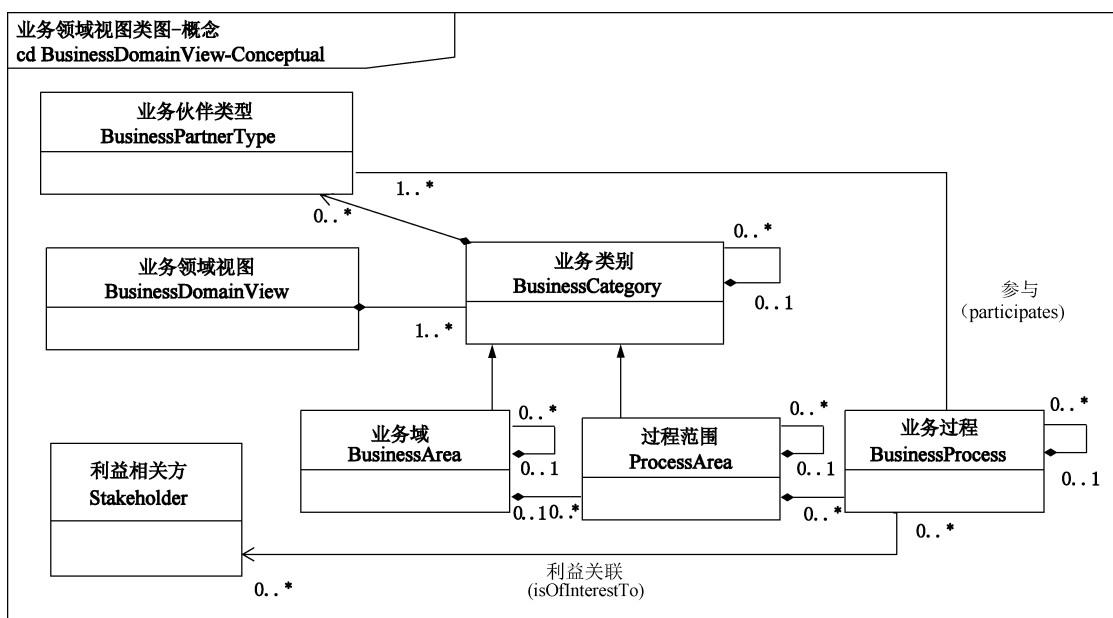 业务领域视图类图-概念
cd BusinessDomainView-Conceptual
业务伙伴类型
BusinessPartnerType
1..*
0..*
0..*
业务领域视图
BusinessDomainView
业务类别
BusinessCategory
0..1
1..*
参与
(participates)
0..*
0..*
0..*
业务域
BusinessArea
过程范围
ProcessArea
业务过程
BusinessProcess
0..1
0..1
0..1
利益相关方
Stakeholder
0..1
0..*
0..*
0..*
利益关联
(isOfInterestTo)
0..*